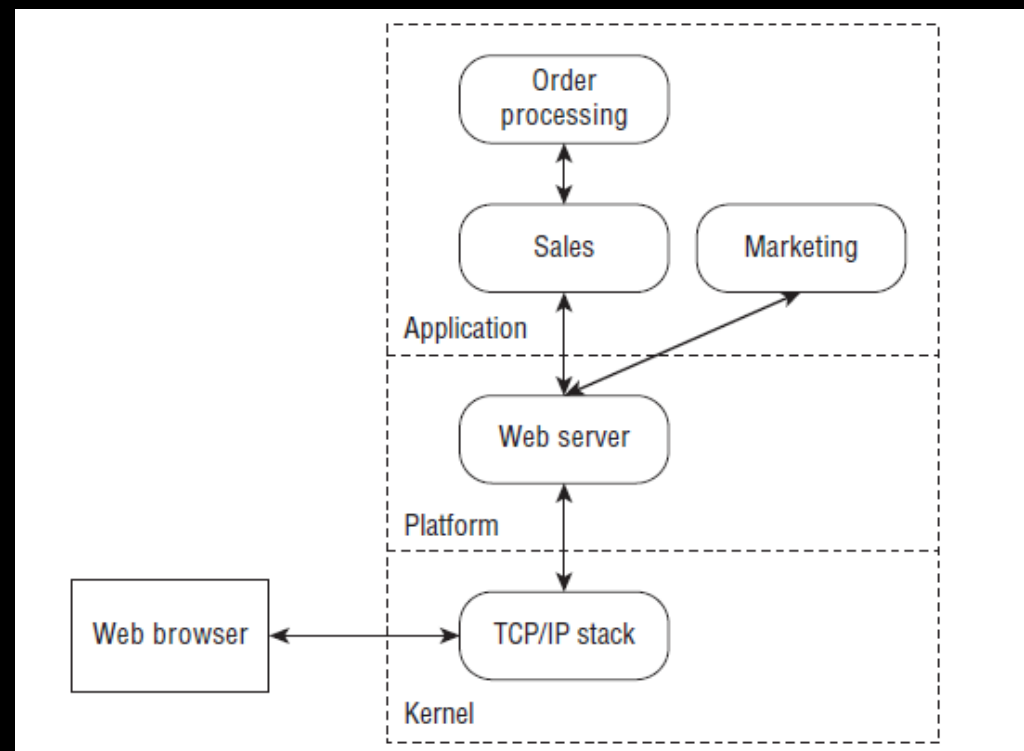 Order
processing
Sales
Marketing
Application
Web server
Platform
Web browser
TCP/IP stack
Kernel